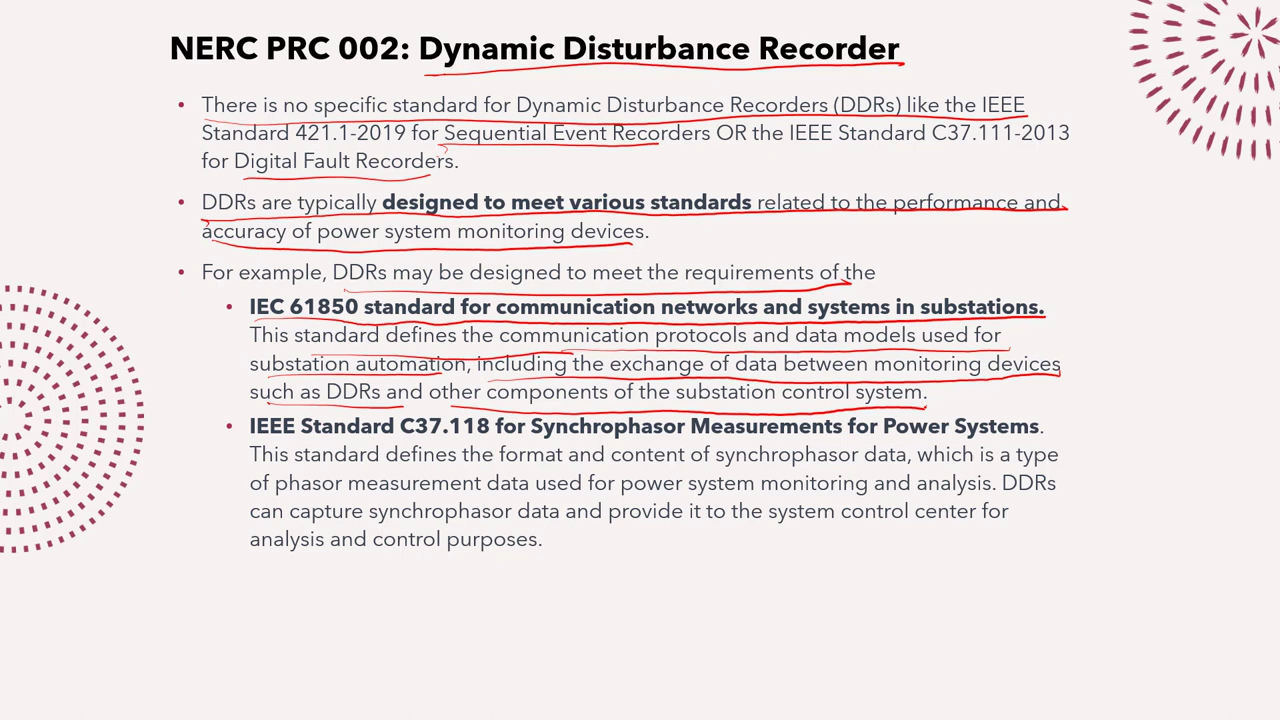 NERC PRC 002: Dynamic Disturbance Recorder
• There is no specific standard for Dynamic Disturbance Recorders (DDRs) like the IEEE
Standard 421.1-2019 for Sequential Event Recorders OR the IEEE Standard C37.111-2013
for Digital Fault Recorders.
• DDRs are typically designed to meet various standards related to the performance and
accuracy of power system monitoring devices.
• For example, DDRs may be designed to meet the requirements of the
• IEC 61850 standard for communication networks and systems in substations.
This standard defines the communication protocols and data models used for
substation automation, including the exchange of data between monitoring devices
such as DDRs and other components of the substation control system.
• IEEE Standard C37.118 for Synchrophasor Measurements for Power Systems.
This standard defines the format and content of synchrophasor data, which is a type
of phasor measurement data used for power system monitoring and analysis. DDRs
can capture synchrophasor data and provide it to the system control center for
analysis and control purposes.